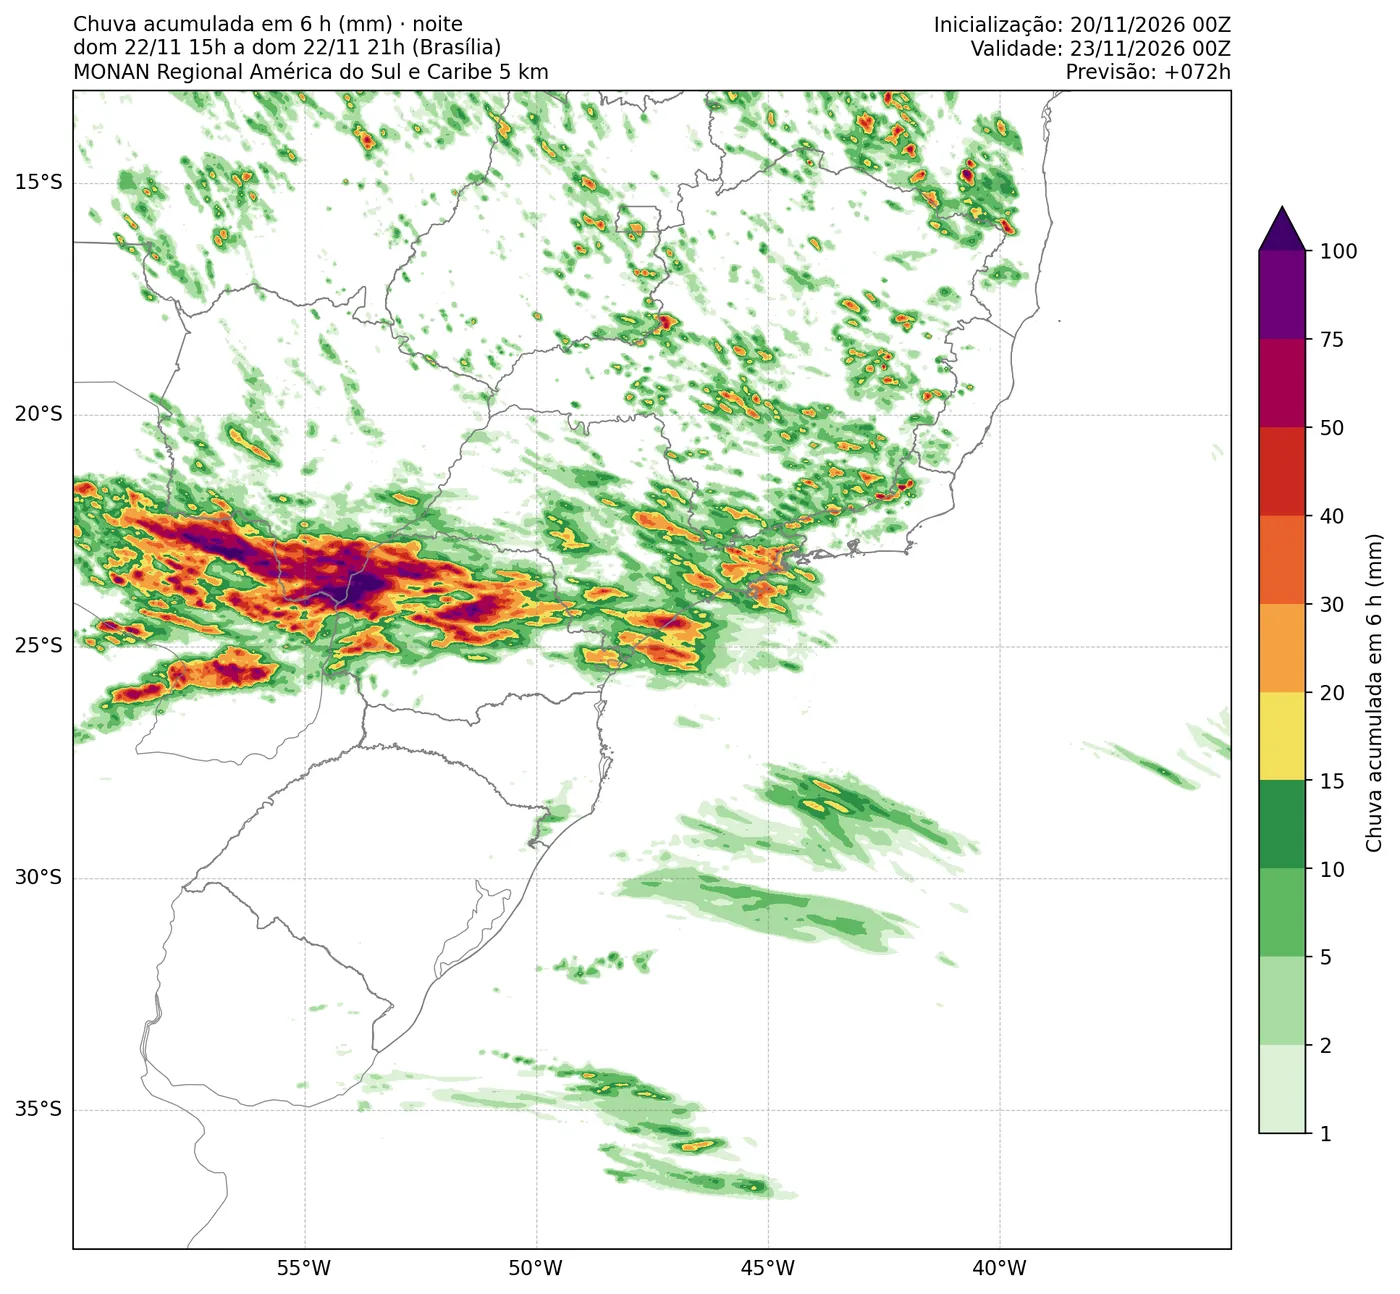 Chuva acumulada em 6 h (mm) · noite
dom 22/11 15h a dom 22/11 21h (Brasília)
MONAN Regional América do Sul e Caribe 5 km
Inicialização: 20/11/2026 00Z
Validade: 23/11/2026 00Z
Previsão: +072h
15°S
20°S
25°S
30°S
35°S
55°W
50°W
45°W
40°W
100
75
50
40
30
20
15
10
5
2
1
Chuva acumulada em 6 h (mm)